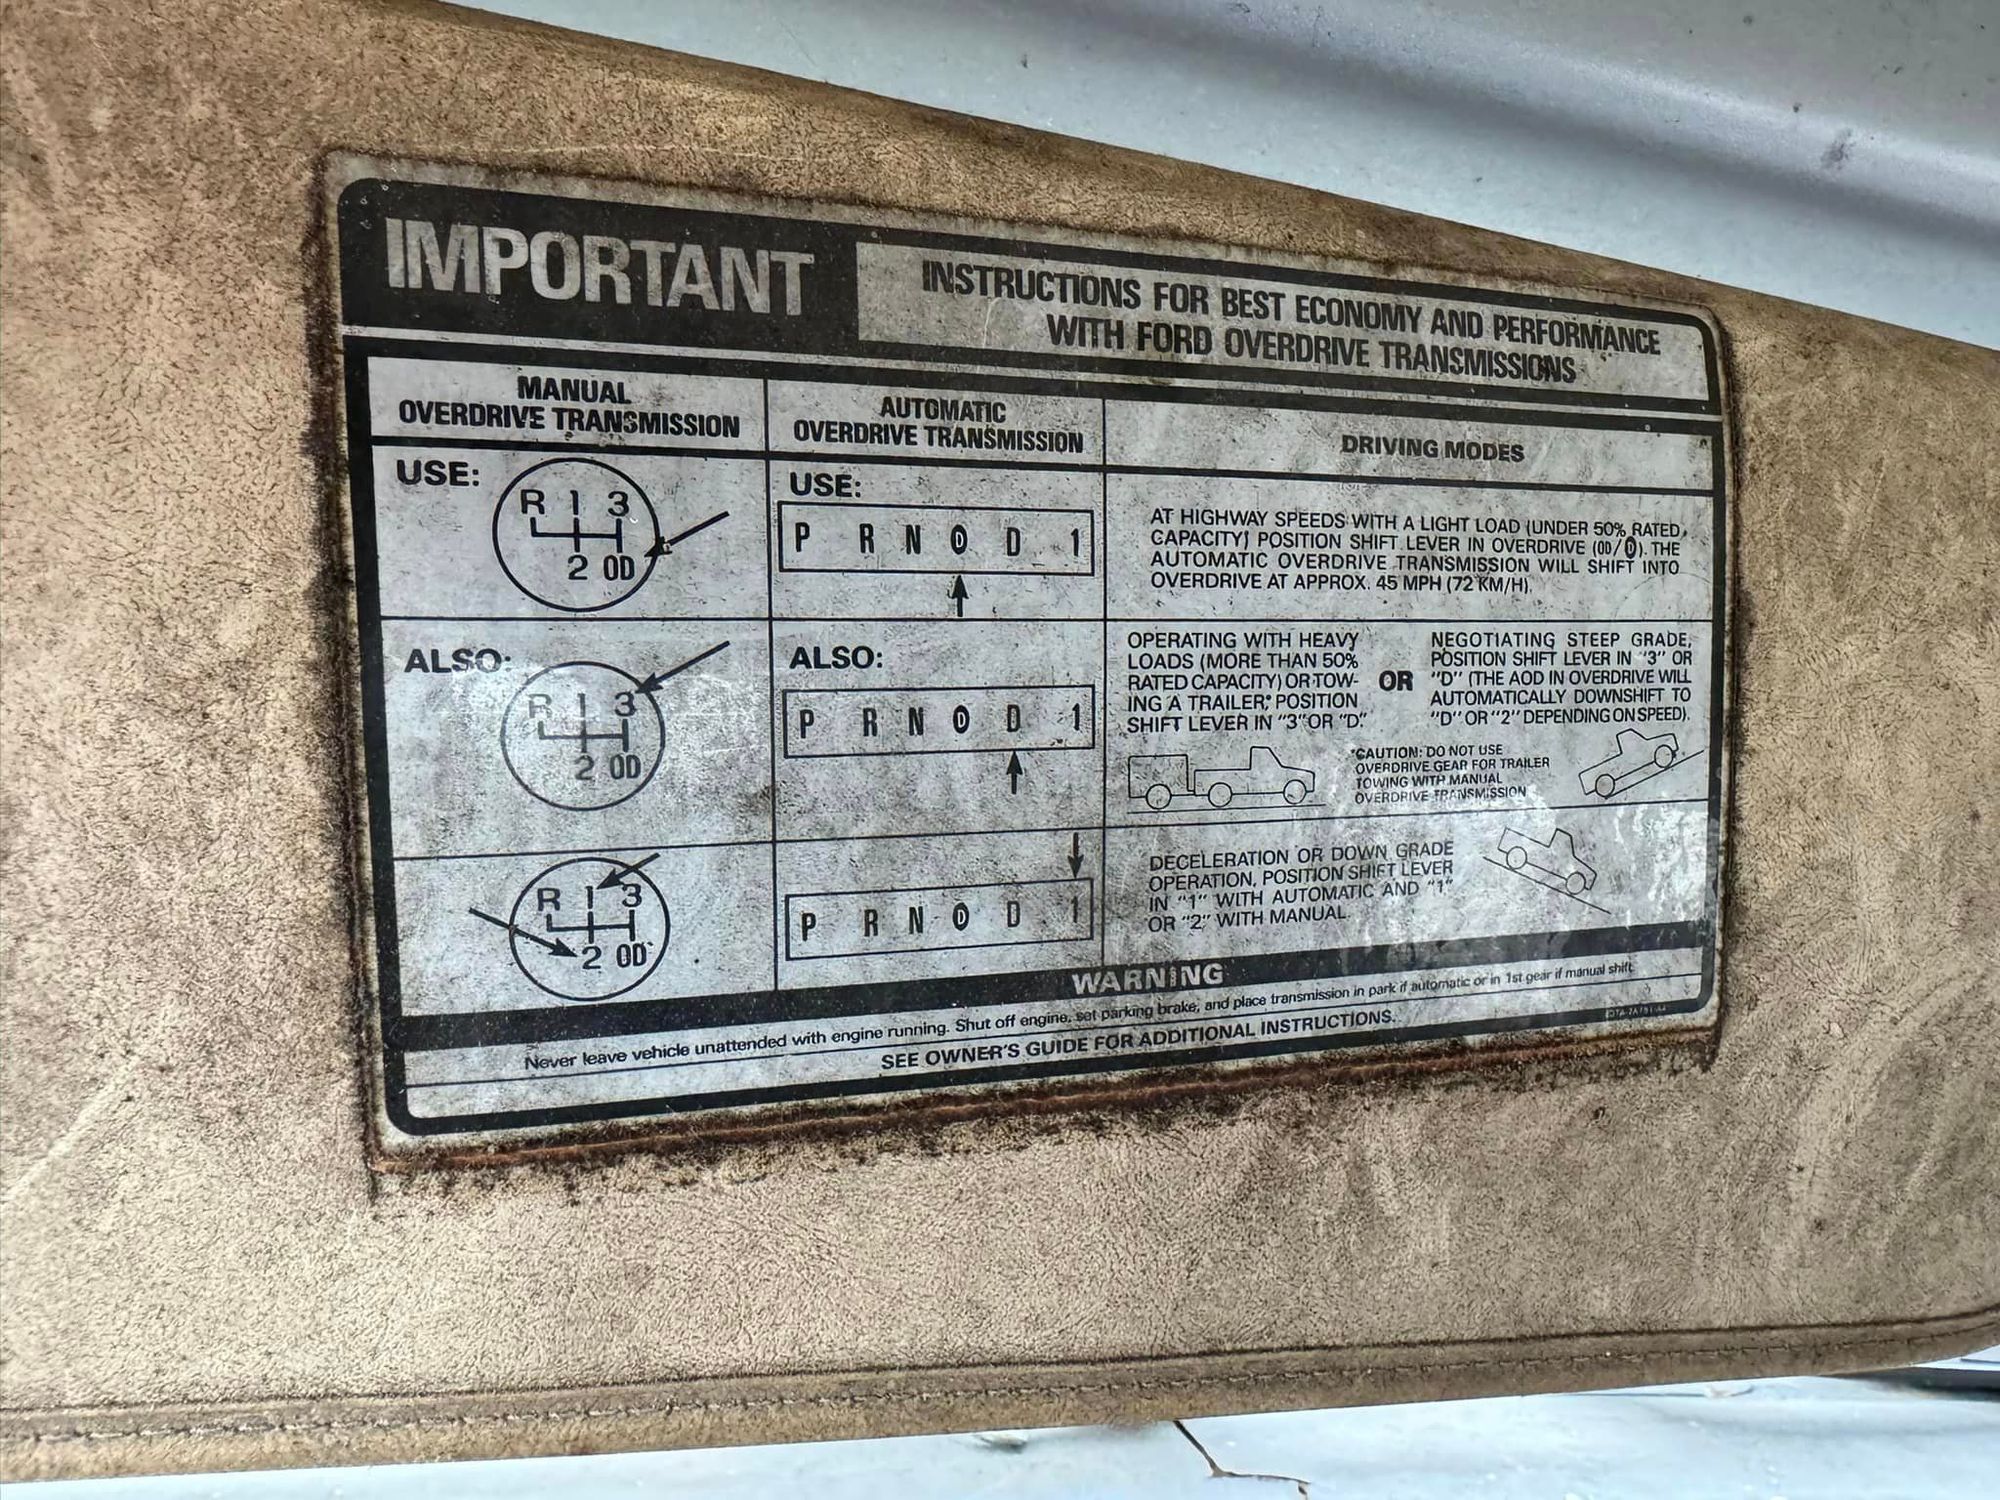 IMPORTANT
INSTRUCTIONS FOR BEST ECONOMY AND PERFORMANCE
WITH FORD OVERDRIVE TRANSMISSIONS
MANUAL
OVERDRIVE TRANSMISSION
AUTOMATIC
OVERDRIVE TRANSMISSION
DRIVING MODES
USE:
R 1 3
2 OD
USE:
P R N D D 1
AT HIGHWAY SPEEDS WITH A LIGHT LOAD (UNDER 50% RATED
CAPACITY) POSITION SHIFT LEVER IN OVERDRIVE (OD/D). THE
AUTOMATIC OVERDRIVE TRANSMISSION WILL SHIFT INTO
OVERDRIVE AT APPROX. 45 MPH (72 KM/H).
ALSO:
R 1 3
2 OD
ALSO:
P R N D D 1
OPERATING WITH HEAVY
LOADS (MORE THAN 50%
RATED CAPACITY) OR TOW-
ING A TRAILER,* POSITION
SHIFT LEVER IN "3" OR "D."
OR
NEGOTIATING STEEP GRADE,
POSITION SHIFT LEVER IN "3" OR
"D" (THE AOD IN OVERDRIVE WILL
AUTOMATICALLY DOWNSHIFT TO
"D" OR "2" DEPENDING ON SPEED).
*CAUTION: DO NOT USE
OVERDRIVE GEAR FOR TRAILER
TOWING WITH MANUAL
OVERDRIVE TRANSMISSION
R 1 3
2 OD
P R N D D 1
DECELERATION OR DOWN GRADE
OPERATION, POSITION SHIFT LEVER
IN "1" WITH AUTOMATIC AND "1"
OR "2" WITH MANUAL.
WARNING
Never leave vehicle unattended with engine running. Shut off engine, set parking brake, and place transmission in park if automatic or in 1st gear if manual shift.
SEE OWNER'S GUIDE FOR ADDITIONAL INSTRUCTIONS.